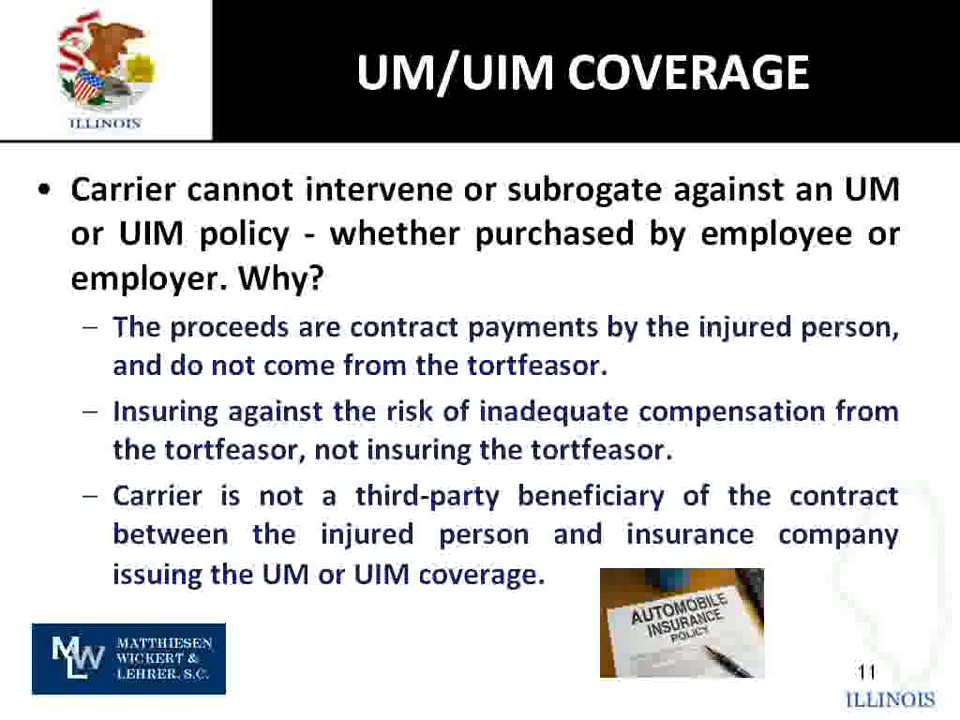 ILLINOIS
UM/UIM COVERAGE
• Carrier cannot intervene or subrogate against an UM
or UIM policy - whether purchased by employee or
employer. Why?
– The proceeds are contract payments by the injured person,
and do not come from the tortfeasor.
– Insuring against the risk of inadequate compensation from
the tortfeasor, not insuring the tortfeasor.
– Carrier is not a third-party beneficiary of the contract
between the injured person and insurance company
issuing the UM or UIM coverage.
AUTOMOBILE
INSURANCE
POLICY
MLW
MATTHIESEN,
WICKERT &
LEHRER, S.C.
11
ILLINOIS